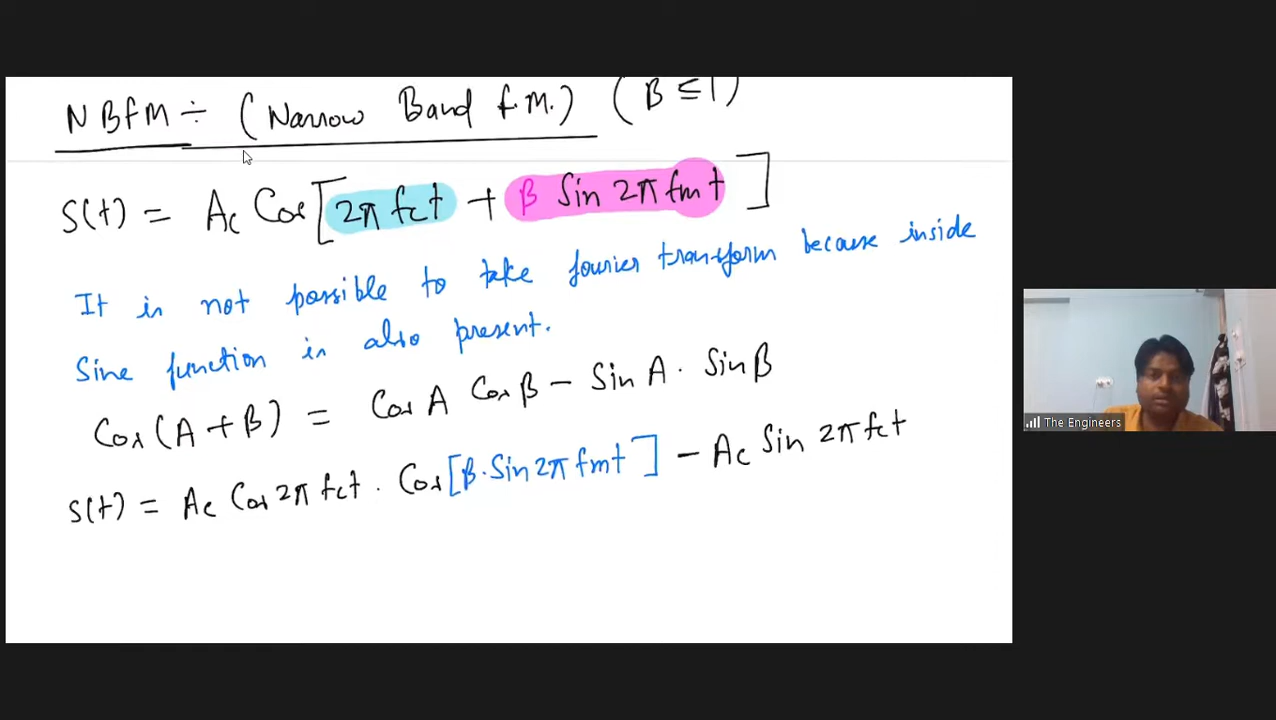 NBFM ÷ (Narrow Band F.M.) (B ≤ 1)
S(t) = Ac Cos[2π fct + β Sin 2π fmt]
It is not possible to take fourier transform because inside
Sine function is also present.
Cos(A + B) = Cos A Cos B − Sin A · Sin B
S(t) = Ac Cos 2π fct · Cos[β · Sin 2π fmt] − Ac Sin 2π fct
The Engineers